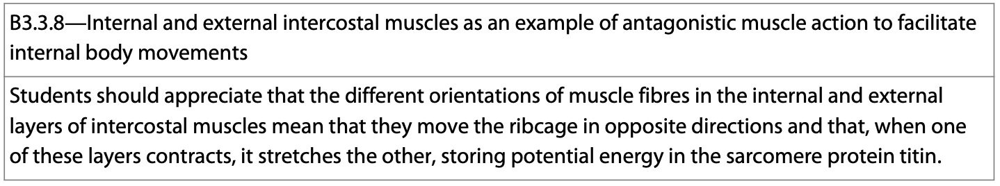 B3.3.8—Internal and external intercostal muscles as an example of antagonistic muscle action to facilitate
internal body movements
Students should appreciate that the different orientations of muscle fibres in the internal and external
layers of intercostal muscles mean that they move the ribcage in opposite directions and that, when one
of these layers contracts, it stretches the other, storing potential energy in the sarcomere protein titin.